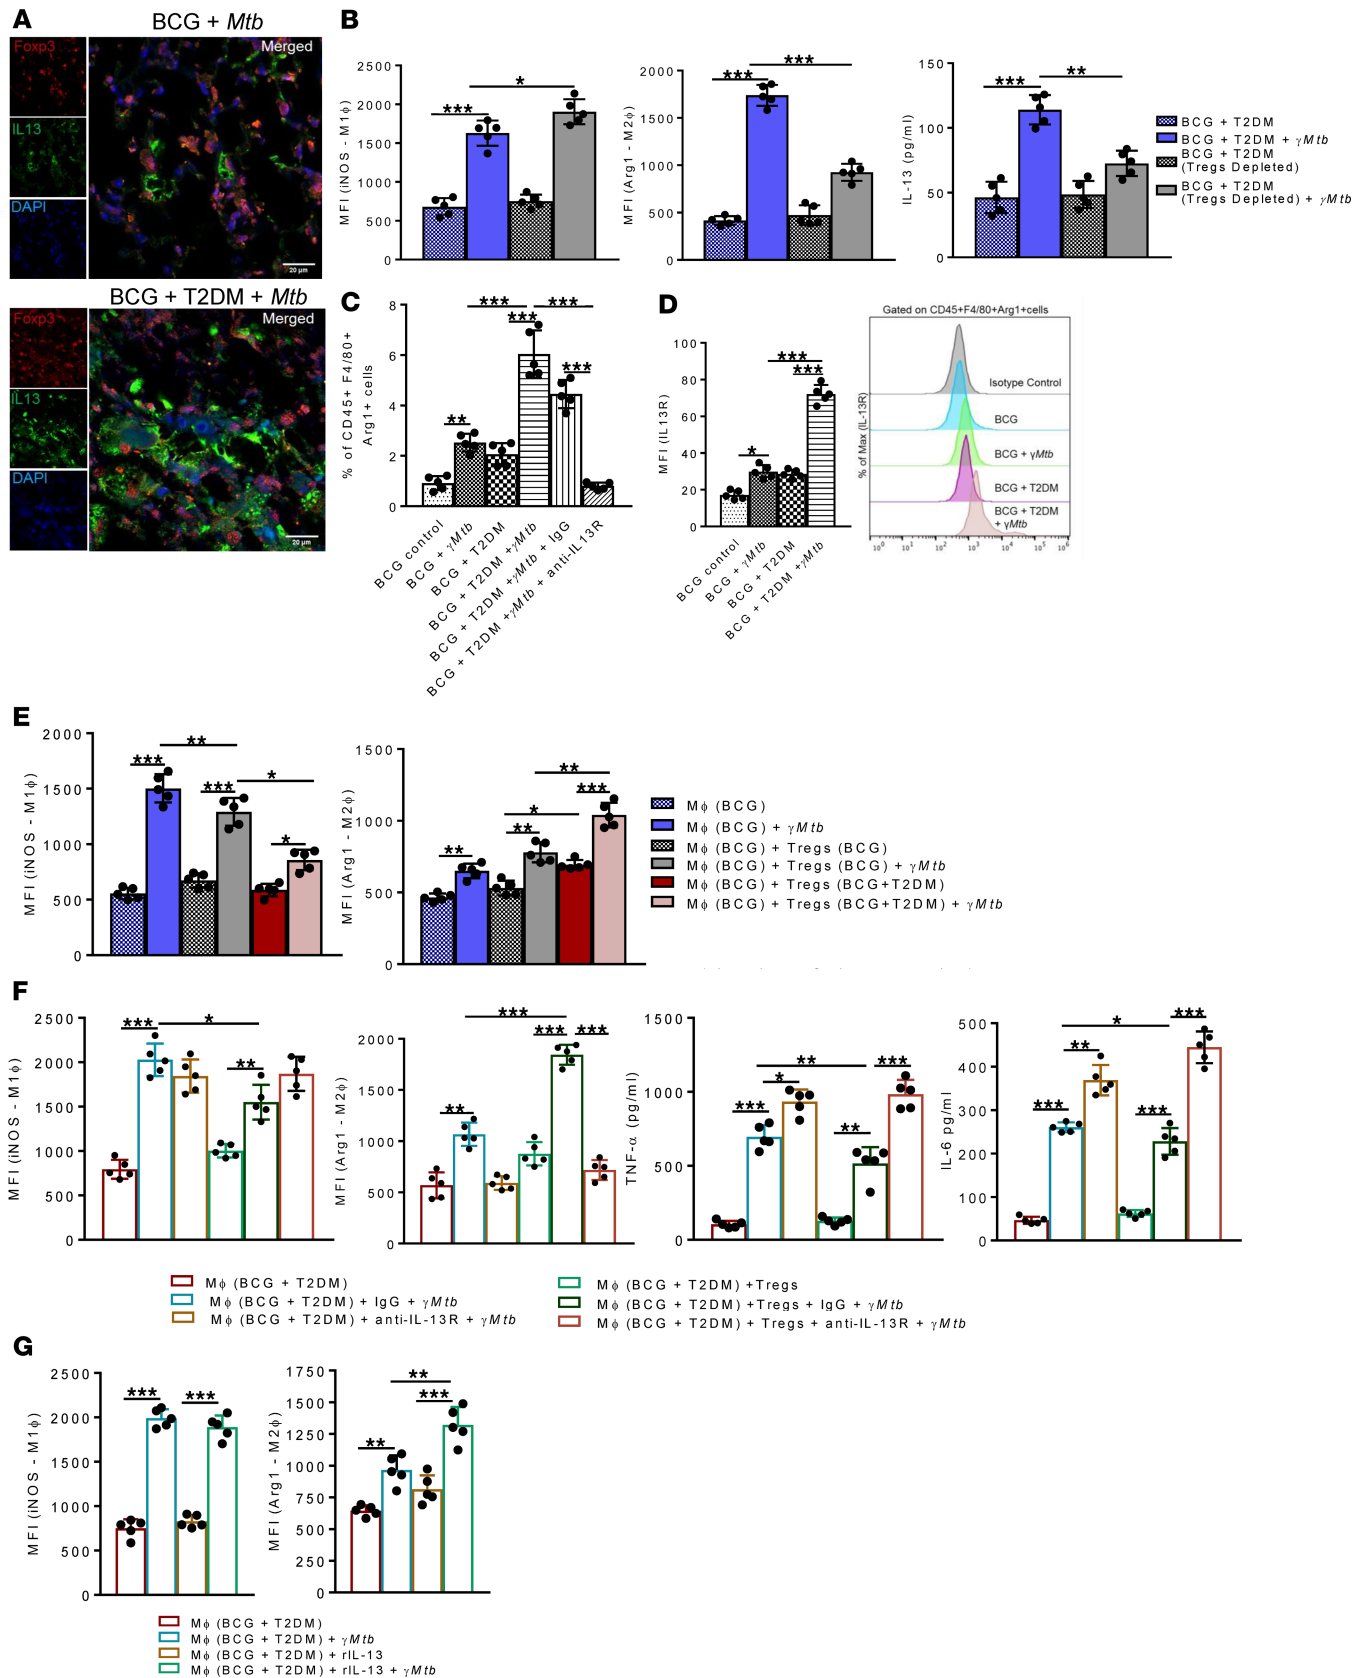 A
BCG + Mtb
Foxp3
Merged
IL13
DAPI
20 µm
BCG + T2DM + Mtb
Foxp3
Merged
IL13
DAPI
20 µm
B
MFI (iNOS - M1ϕ)
2500
2000
1500
1000
500
0
***
*
MFI (Arg1 - M2ϕ)
2000
1500
1000
500
0
***
***
IL-13 (pg/ml)
150
100
50
0
***
**
BCG + T2DM
BCG + T2DM + γMtb
BCG + T2DM
(Tregs Depleted)
BCG + T2DM
(Tregs Depleted) + γMtb
C
% of CD45+ F4/80+
Arg1+ cells
8
6
4
2
0
**
***
***
***
***
BCG control
BCG + γMtb
BCG + T2DM
BCG + T2DM +γMtb
BCG + T2DM +γMtb + IgG
BCG + T2DM +γMtb + anti-IL13R
D
MFI (IL13R)
100
80
60
40
20
0
*
***
***
BCG control
BCG + γMtb
BCG + T2DM
BCG + T2DM +γMtb
Gated on CD45+F4/80+Arg1+cells
% of Max (IL-13R)
Isotype Control
BCG
BCG + γMtb
BCG + T2DM
BCG + T2DM
+ γMtb
10⁰ 10¹ 10² 10³ 10⁴ 10⁵ 10⁶
E
MFI (iNOS - M1ϕ)
2000
1500
1000
500
0
***
**
***
*
*
MFI (Arg1 - M2ϕ)
1500
1000
500
0
**
**
*
**
***
Mϕ (BCG)
Mϕ (BCG) + γMtb
Mϕ (BCG) + Tregs (BCG)
Mϕ (BCG) + Tregs (BCG) + γMtb
Mϕ (BCG) + Tregs (BCG+T2DM)
Mϕ (BCG) + Tregs (BCG+T2DM) + γMtb
F
MFI (iNOS - M1ϕ)
2500
2000
1500
1000
500
0
***
*
**
MFI (Arg1 - M2ϕ)
2000
1500
1000
500
0
**
***
***
***
TNF-α (pg/ml)
1500
1000
500
0
***
*
**
**
***
IL-6 pg/ml
500
400
300
200
100
0
***
**
*
***
***
Mϕ (BCG + T2DM)
Mϕ (BCG + T2DM) + IgG + γMtb
Mϕ (BCG + T2DM) + anti-IL-13R + γMtb
Mϕ (BCG + T2DM) +Tregs
Mϕ (BCG + T2DM) +Tregs + IgG + γMtb
Mϕ (BCG + T2DM) + Tregs + anti-IL-13R + γMtb
G
MFI (iNOS - M1ϕ)
2500
2000
1500
1000
500
0
***
***
MFI (Arg1 - M2ϕ)
1750
1500
1250
1000
750
500
250
0
**
**
***
Mϕ (BCG + T2DM)
Mϕ (BCG + T2DM) + γMtb
Mϕ (BCG + T2DM) + rIL-13
Mϕ (BCG + T2DM) + rIL-13 + γMtb